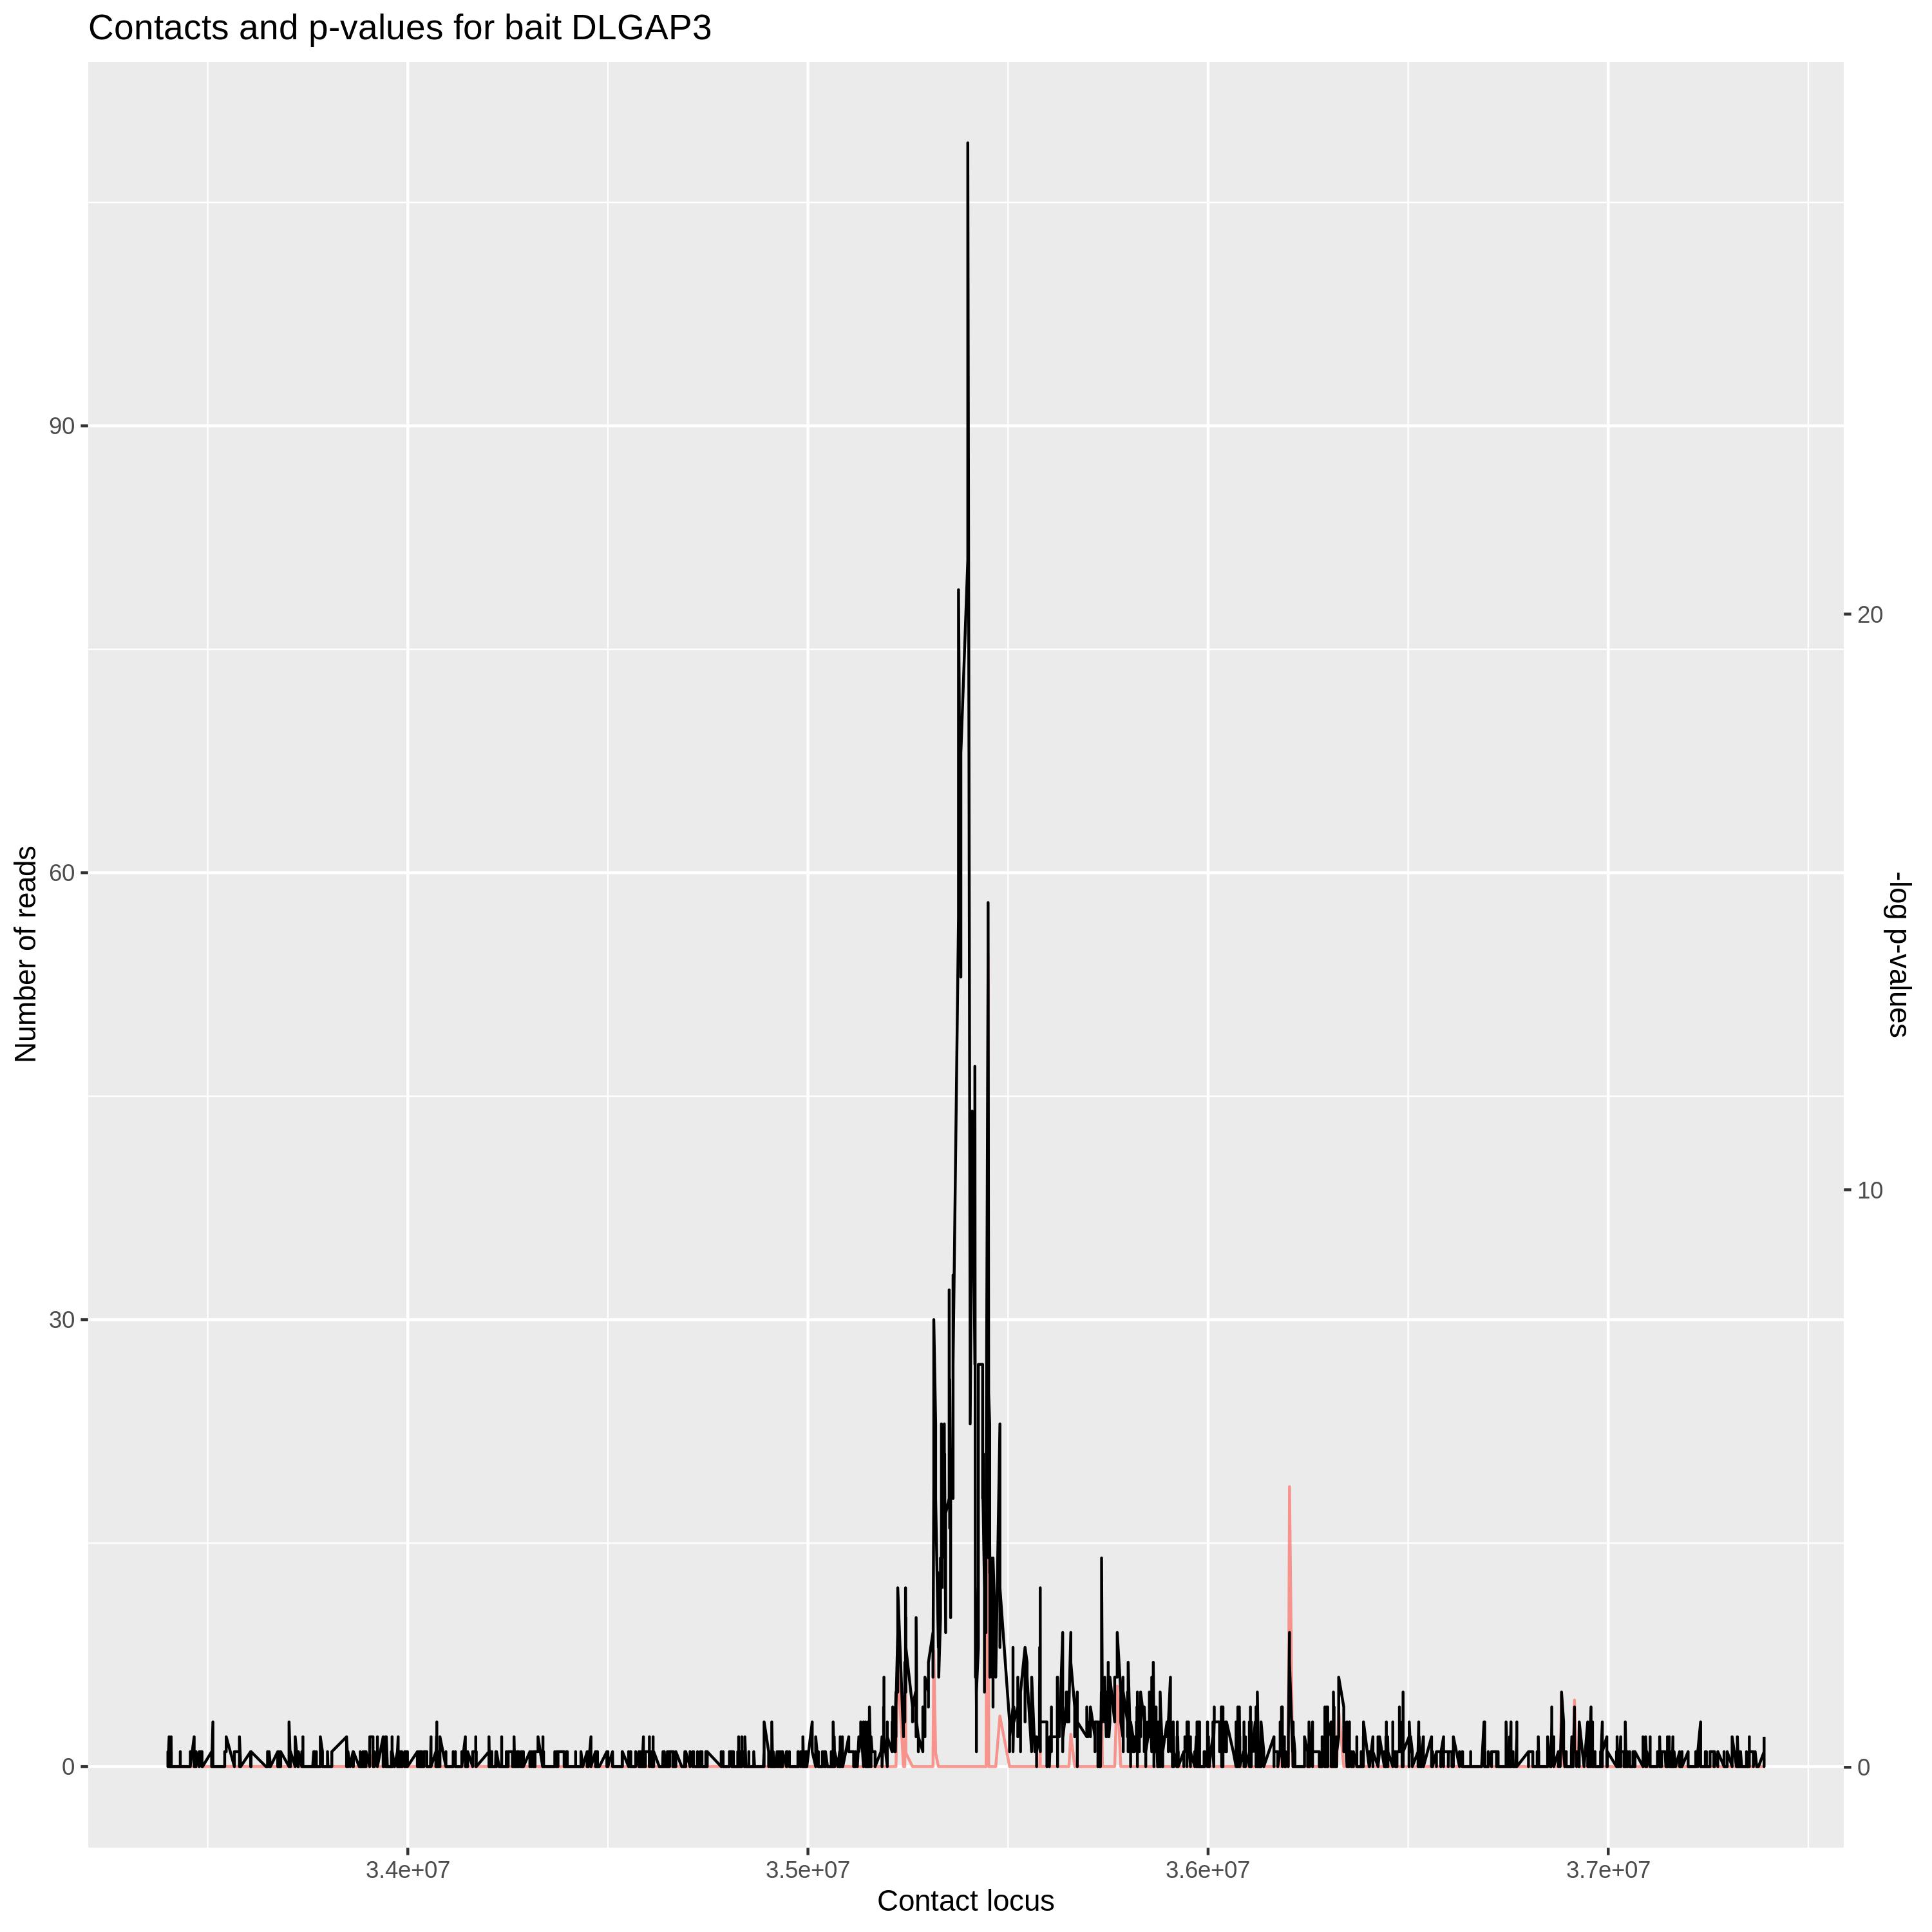 Contacts and p-values for bait DLGAP3
Number of reads
90
60
30
0
20
10
0
-log p-values
3.4e+07
3.5e+07
3.6e+07
3.7e+07
Contact locus